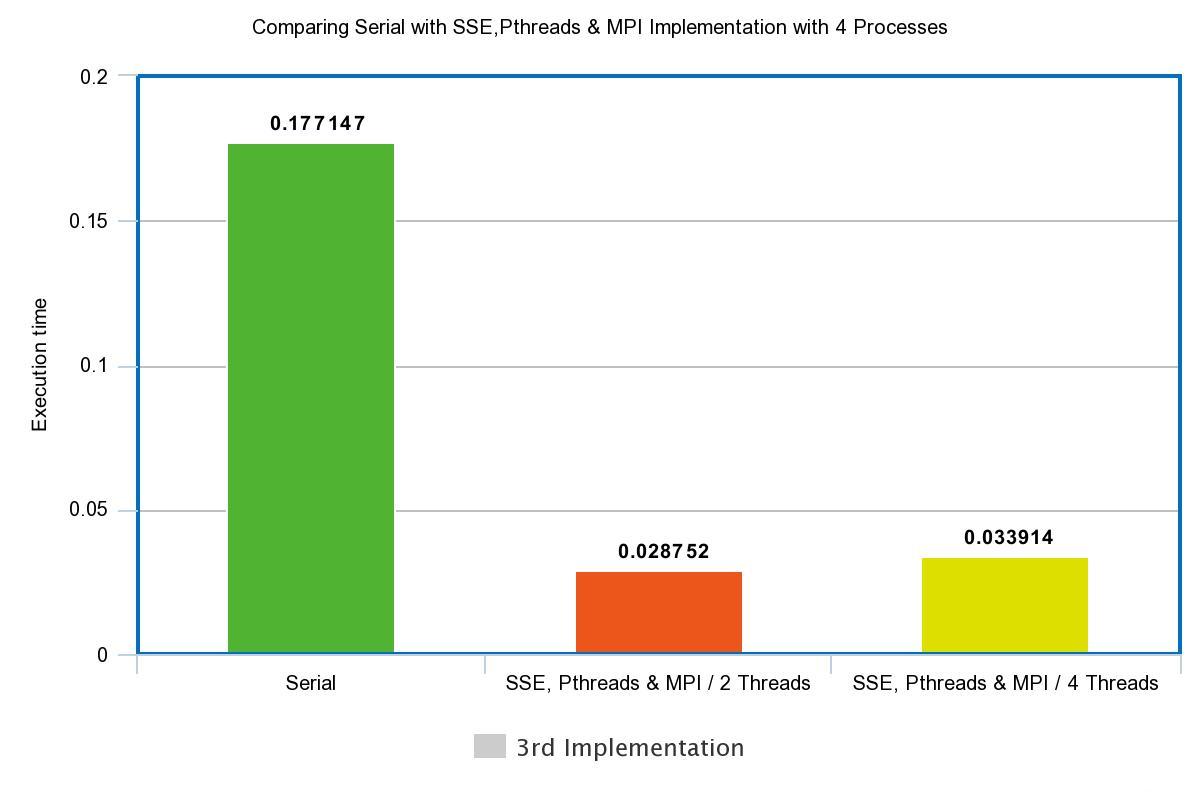 Comparing Serial with SSE,Pthreads & MPI Implementation with 4 Processes
0.2
0.15
0.1
0.05
0
Execution time
0.177147
0.028752
0.033914
Serial
SSE, Pthreads & MPI / 2 Threads
SSE, Pthreads & MPI / 4 Threads
3rd Implementation